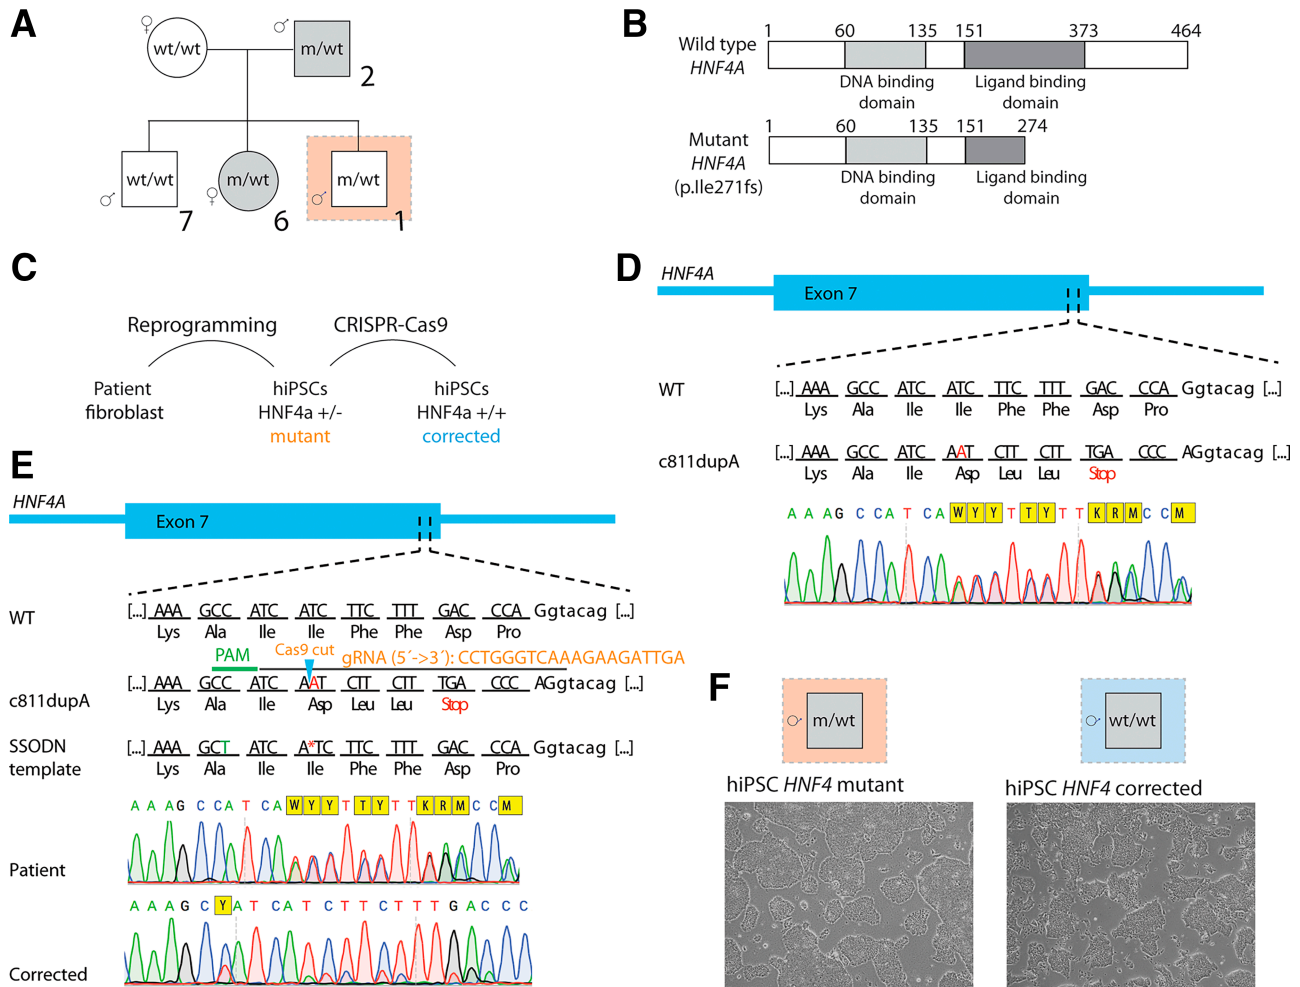 A
wt/wt
m/wt
2
wt/wt
m/wt
m/wt
7
6
1
B
1 60 135 151 373 464
Wild type
HNF4A
DNA binding
domain
Ligand binding
domain
1 60 135 151 274
Mutant
HNF4A
(p.Ile271fs)
DNA binding
domain
Ligand binding
domain
C
Reprogramming CRISPR-Cas9
Patient
fibroblast
hiPSCs
HNF4a +/-
mutant
hiPSCs
HNF4a +/+
corrected
D
HNF4A
Exon 7
WT [...] AAA GCC ATC ATC TTC TTT GAC CCA Ggtacag [...]
Lys Ala Ile Ile Phe Phe Asp Pro
c811dupA [...] AAA GCC ATC AAT CTT CTT TGA CCC AGgtacag [...]
Lys Ala Ile Asp Leu Leu Stop
A A A G C C A T C A W Y Y T T Y T T K R M C C M
E
HNF4A
Exon 7
WT [...] AAA GCC ATC ATC TTC TTT GAC CCA Ggtacag [...]
Lys Ala Ile Ile Phe Phe Asp Pro
PAM Cas9 cut gRNA (5´->3´): CCTGGGTCAAAGAAGATTGA
c811dupA [...] AAA GCC ATC AAT CTT CTT TGA CCC AGgtacag [...]
Lys Ala Ile Asp Leu Leu Stop
SSODN
template
[...] AAA GCT ATC A*TC TTC TTT GAC CCA Ggtacag [...]
Lys Ala Ile Ile Phe Phe Asp Pro
A A A G C C A T C A W Y Y T T Y T T K R M C C M
Patient
A A A G C Y A T C A T C T T C T T T G A C C C
Corrected
F
m/wt
wt/wt
hiPSC HNF4 mutant
hiPSC HNF4 corrected